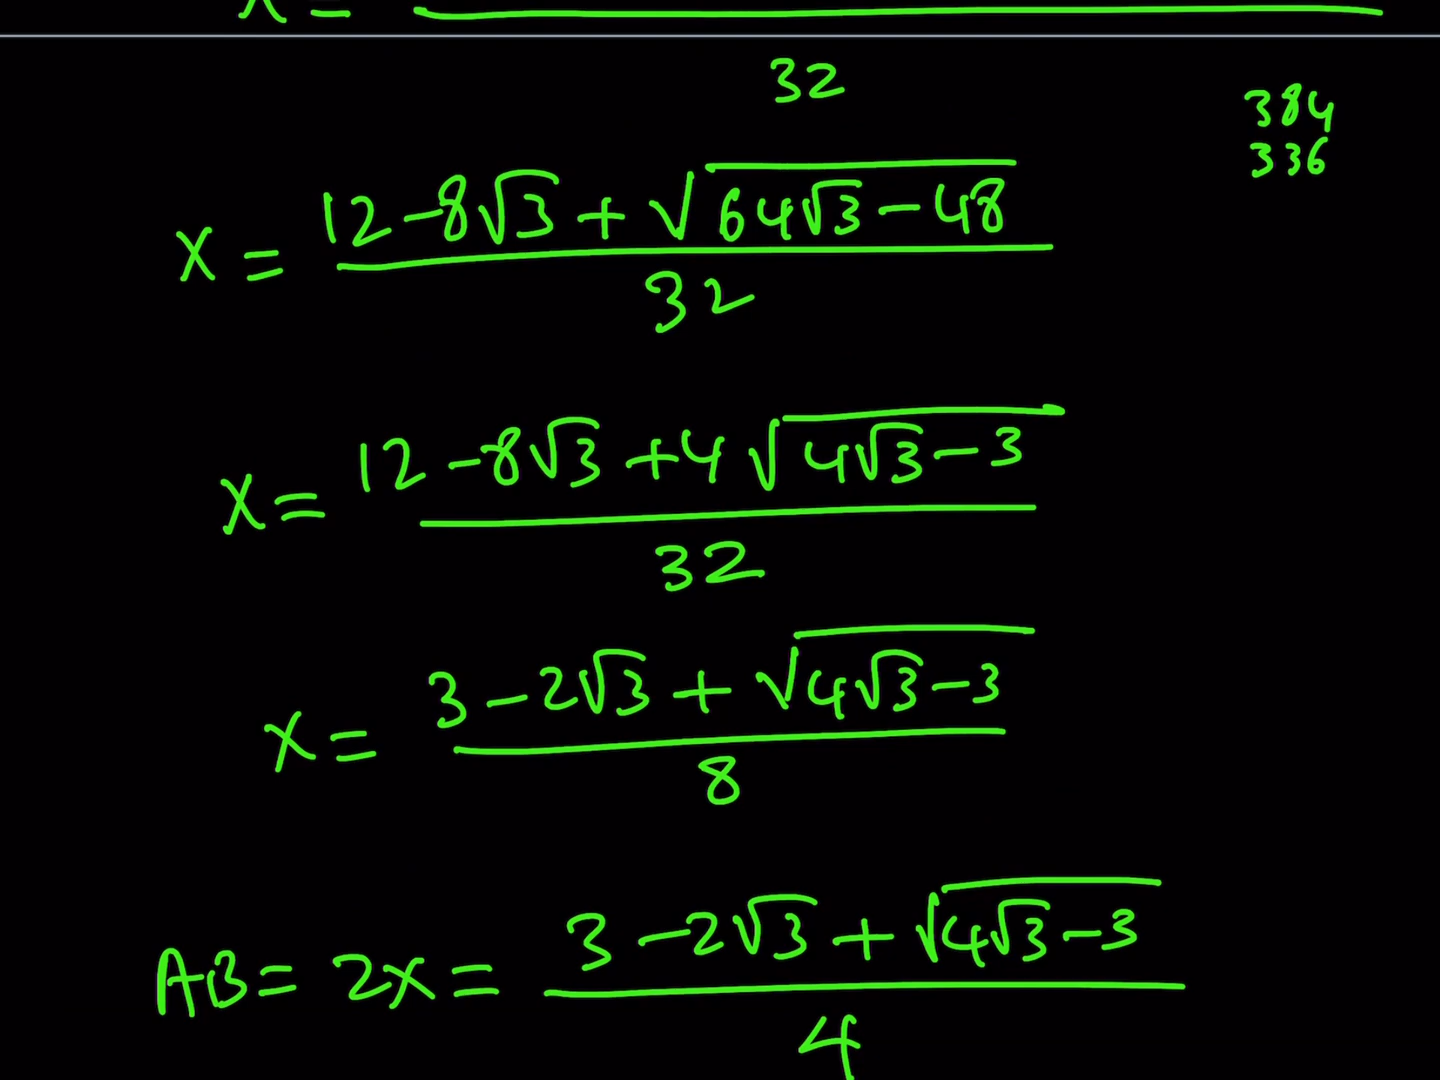 x =
32
384
336
x = (12-8√3 + √(64√3-48))/32
x = (12-8√3 + 4√(4√3-3))/32
x = (3-2√3 + √(4√3-3))/8
AB = 2x = (3-2√3 + √(4√3-3))/4